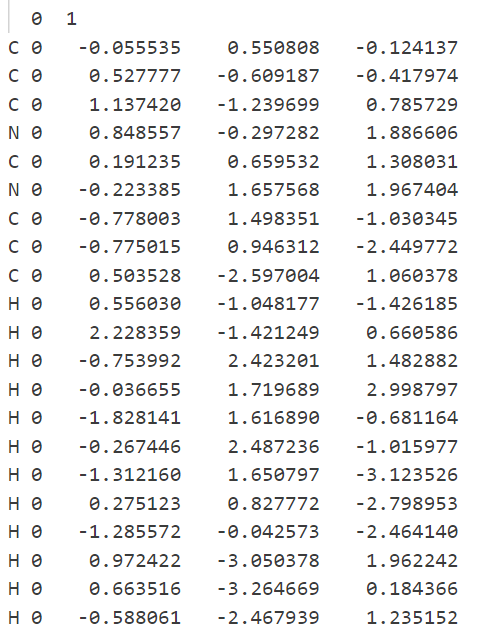 0 1
C 0 -0.055535 0.550808 -0.124137
C 0 0.527777 -0.609187 -0.417974
C 0 1.137420 -1.239699 0.785729
N 0 0.848557 -0.297282 1.886606
C 0 0.191235 0.659532 1.308031
N 0 -0.223385 1.657568 1.967404
C 0 -0.778003 1.498351 -1.030345
C 0 -0.775015 0.946312 -2.449772
C 0 0.503528 -2.597004 1.060378
H 0 0.556030 -1.048177 -1.426185
H 0 2.228359 -1.421249 0.660586
H 0 -0.753992 2.423201 1.482882
H 0 -0.036655 1.719689 2.998797
H 0 -1.828141 1.616890 -0.681164
H 0 -0.267446 2.487236 -1.015977
H 0 -1.312160 1.650797 -3.123526
H 0 0.275123 0.827772 -2.798953
H 0 -1.285572 -0.042573 -2.464140
H 0 0.972422 -3.050378 1.962242
H 0 0.663516 -3.264669 0.184366
H 0 -0.588061 -2.467939 1.235152